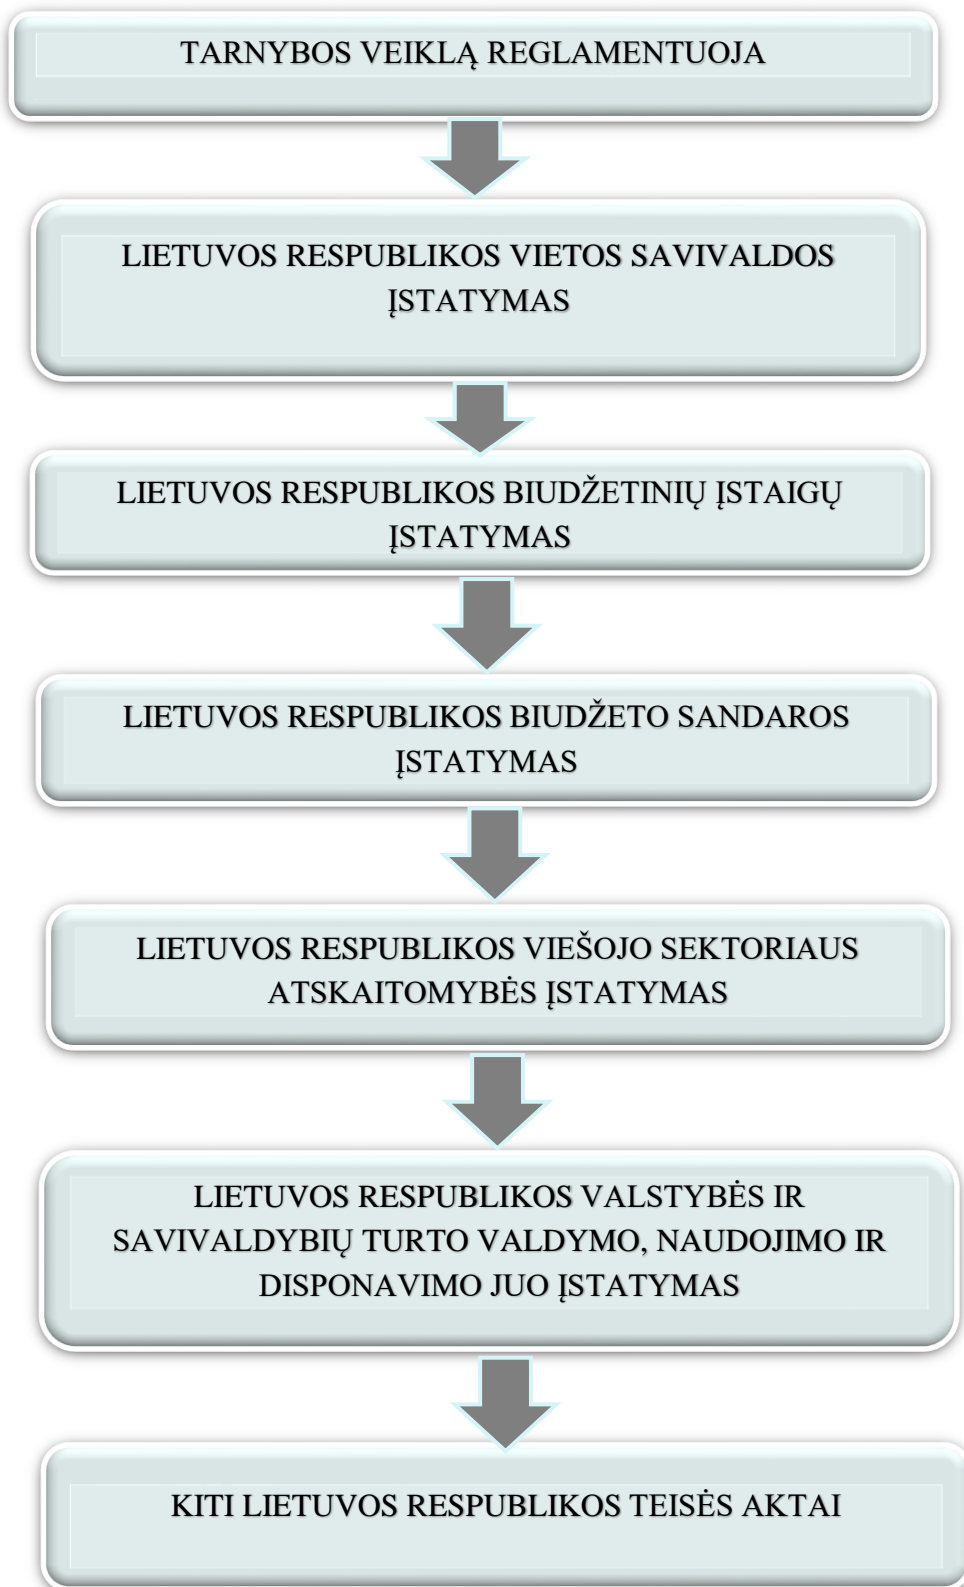 TARNYBOS VEIKLĄ REGLAMENTUOJA
LIETUVOS RESPUBLIKOS VIETOS SAVIVALDOS
ĮSTATYMAS
LIETUVOS RESPUBLIKOS BIUDŽETINIŲ ĮSTAIGŲ
ĮSTATYMAS
LIETUVOS RESPUBLIKOS BIUDŽETO SANDAROS
ĮSTATYMAS
LIETUVOS RESPUBLIKOS VIEŠOJO SEKTORIAUS
ATSKAITOMYBĖS ĮSTATYMAS
LIETUVOS RESPUBLIKOS VALSTYBĖS IR
SAVIVALDYBIŲ TURTO VALDYMO, NAUDOJIMO IR
DISPONAVIMO JUO ĮSTATYMAS
KITI LIETUVOS RESPUBLIKOS TEISĖS AKTAI